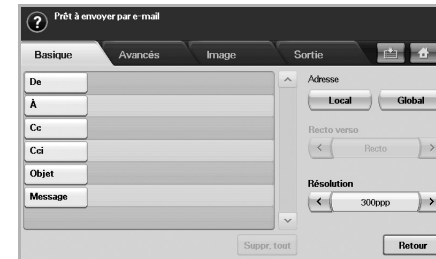 ? Prêt à envoyer par e-mail
Basique Avancés Image Sortie
De
À
Cc
Cci
Objet
Message
Adresse
Local Global
Recto verso
< Recto >
Résolution
< 300ppp >
Suppr. tout Retour